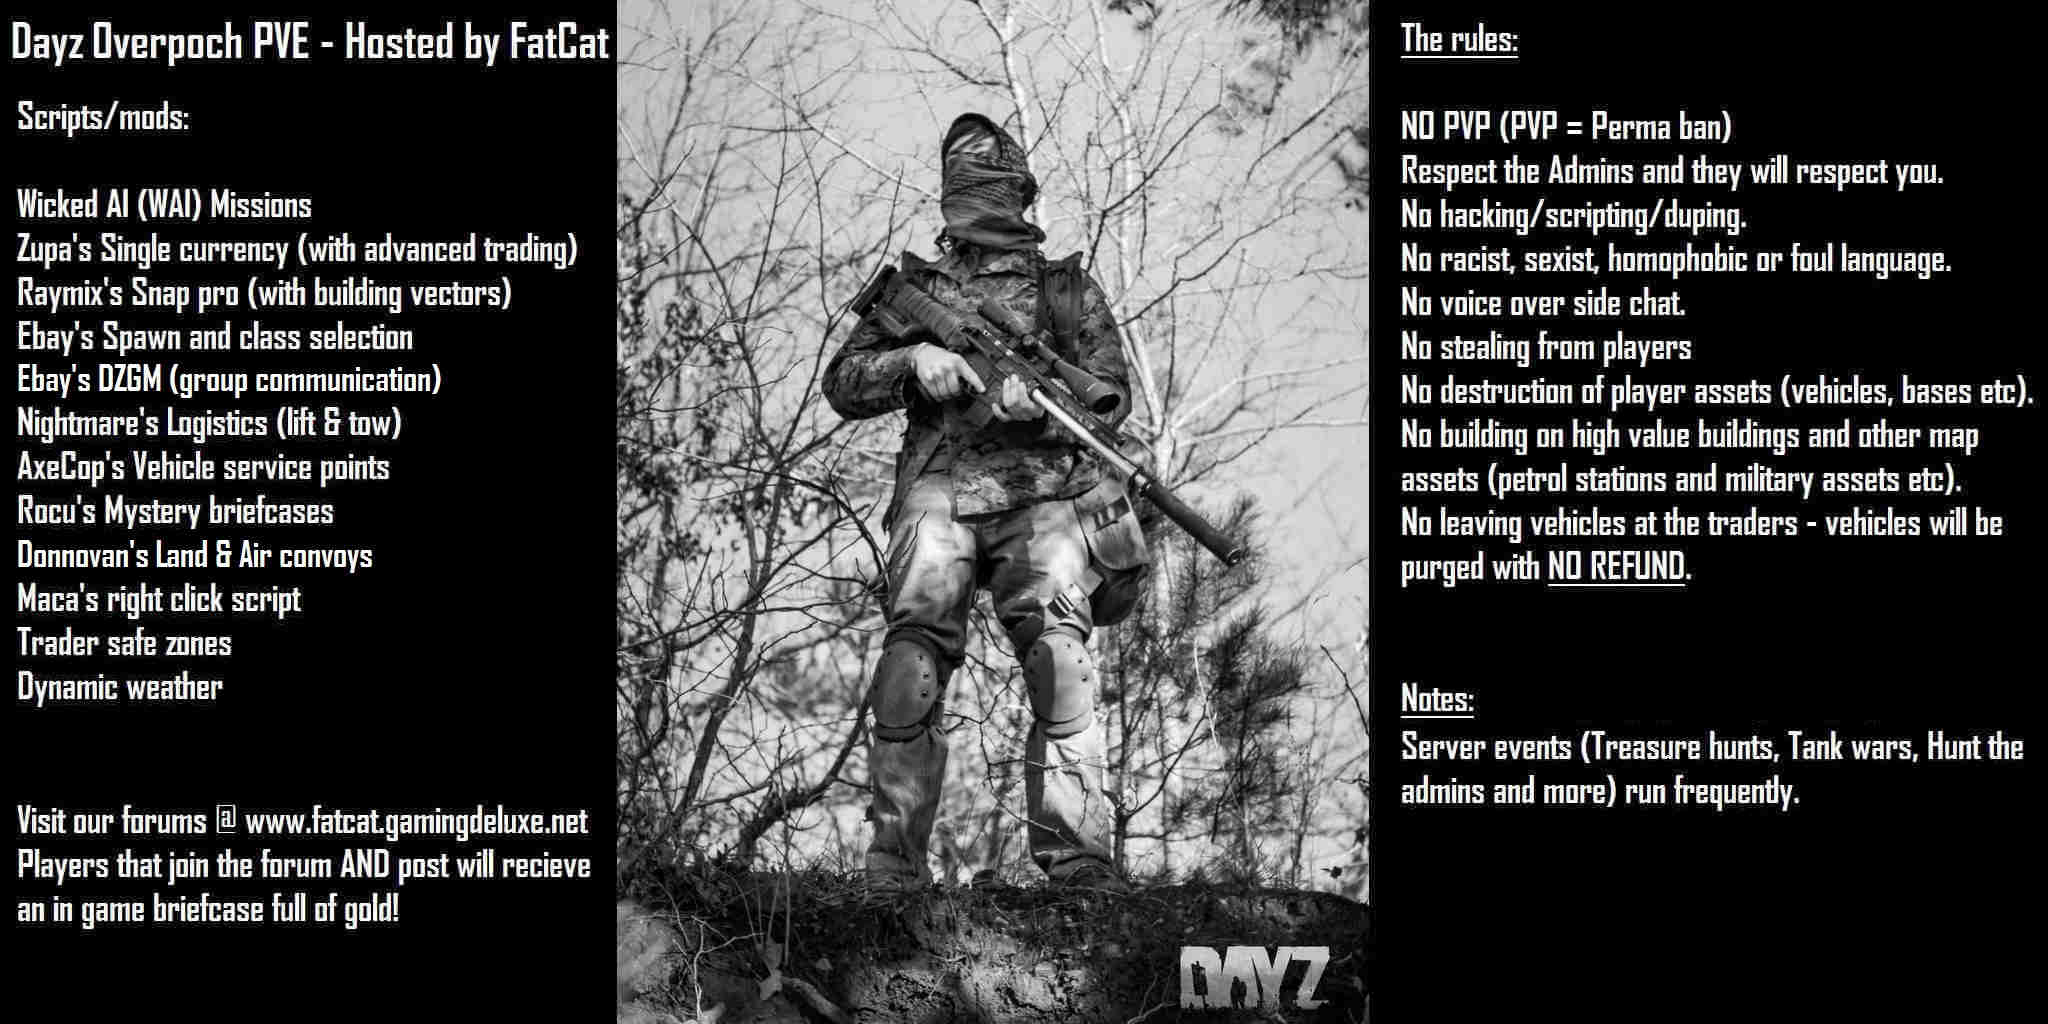 Dayz Overpoch PVE - Hosted by FatCat
Scripts/mods:
Wicked AI (WAI) Missions
Zupa's Single currency (with advanced trading)
Raymix's Snap pro (with building vectors)
Ebay's Spawn and class selection
Ebay's DZGM (group communication)
Nightmare's Logistics (lift & tow)
AxeCop's Vehicle service points
Rocu's Mystery briefcases
Donnovan's Land & Air convoys
Maca's right click script
Trader safe zones
Dynamic weather
Visit our forums @ www.fatcat.gamingdeluxe.net
Players that join the forum AND post will recieve
an in game briefcase full of gold!
The rules:
NO PVP (PVP = Perma ban)
Respect the Admins and they will respect you.
No hacking/scripting/duping.
No racist, sexist, homophobic or foul language.
No voice over side chat.
No stealing from players
No destruction of player assets (vehicles, bases etc).
No building on high value buildings and other map
assets (petrol stations and military assets etc).
No leaving vehicles at the traders - vehicles will be
purged with NO REFUND.
Notes:
Server events (Treasure hunts, Tank wars, Hunt the
admins and more) run frequently.
DAYZ